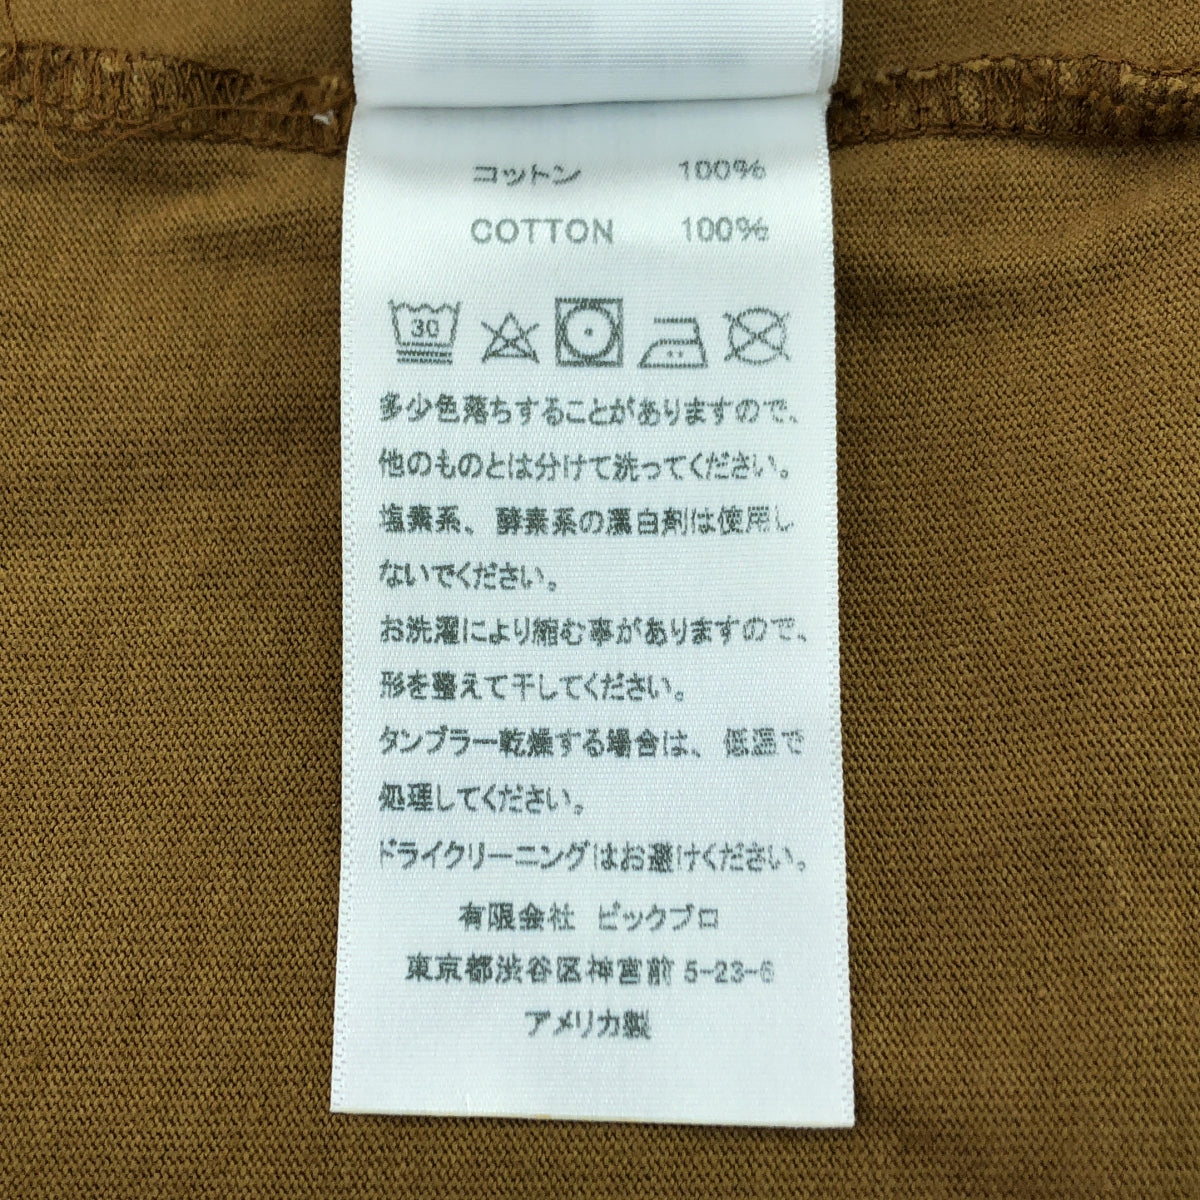 コットン 100%
COTTON 100%
30
多少色落ちすることがありますので、
他のものとは分けて洗ってください。
塩素系、酵素系の漂白剤は使用し
ないでください。
お洗濯により縮む事がありますので、
形を整えて干してください。
タンブラー乾燥する場合は、低温で
処理してください。
ドライクリーニングはお避けください。
有限会社 ビックブロ
東京都渋谷区神宮前 5-23-6
アメリカ製